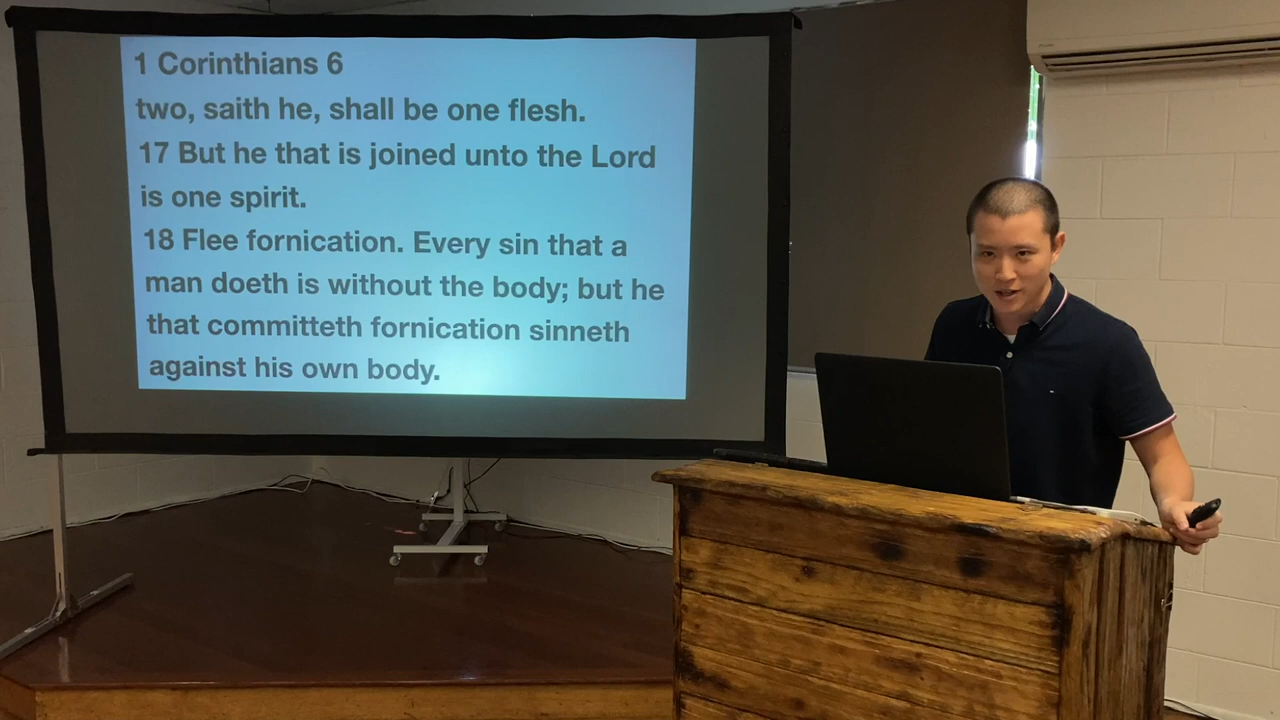 1 Corinthians 6
two, saith he, shall be one flesh.
17 But he that is joined unto the Lord
is one spirit.
18 Flee fornication. Every sin that a
man doeth is without the body; but he
that committeth fornication sinneth
against his own body.